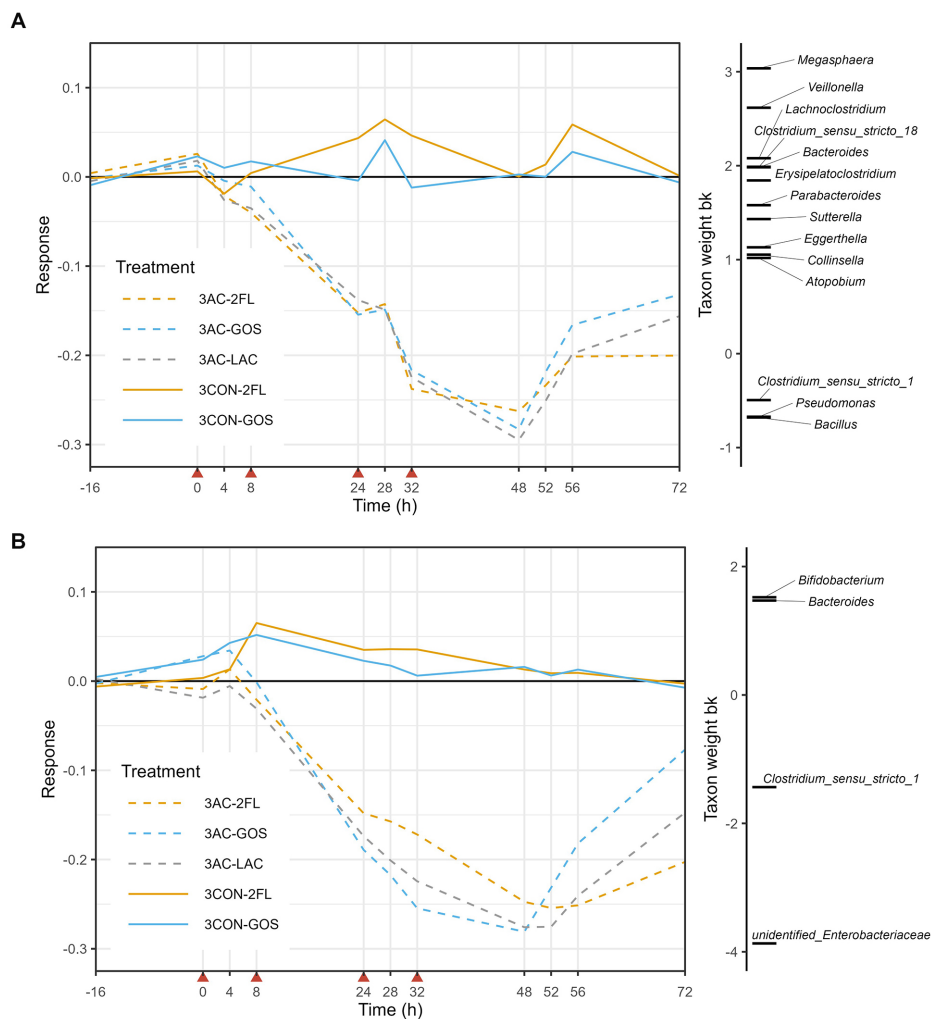 A
0.1
0.0
-0.1
-0.2
-0.3
Response
Treatment
3AC-2FL
3AC-GOS
3AC-LAC
3CON-2FL
3CON-GOS
-16
0
4
8
24
28
32
48
52
56
72
Time (h)
3
2
1
0
-1
Taxon weight bk
Megasphaera
Veillonella
Lachnoclostridium
Clostridium_sensu_stricto_18
Bacteroides
Erysipelatoclostridium
Parabacteroides
Sutterella
Eggerthella
Collinsella
Atopobium
Clostridium_sensu_stricto_1
Pseudomonas
Bacillus
B
0.1
0.0
-0.1
-0.2
-0.3
Response
Treatment
3AC-2FL
3AC-GOS
3AC-LAC
3CON-2FL
3CON-GOS
-16
0
4
8
24
28
32
48
52
56
72
Time (h)
2
0
-2
-4
Taxon weight bk
Bifidobacterium
Bacteroides
Clostridium_sensu_stricto_1
unidentified_Enterobacteriaceae